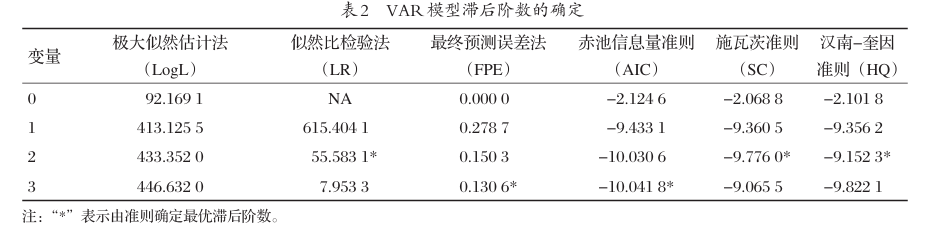 表2 VAR 模型滞后阶数的确定
变量 极大似然估计法（LogL） 似然比检验法（LR） 最终预测误差法（FPE） 赤池信息量准则（AIC） 施瓦茨准则（SC） 汉南-奎因准则（HQ）
0 92.169 1 NA 0.000 0 -2.124 6 -2.068 8 -2.101 8
1 413.125 5 615.404 1 0.278 7 -9.433 1 -9.360 5 -9.356 2
2 433.352 0 55.583 1* 0.150 3 -10.030 6 -9.776 0* -9.152 3*
3 446.632 0 7.953 3 0.130 6* -10.041 8* -9.065 5 -9.822 1
注：“*”表示由准则确定最优滞后阶数。